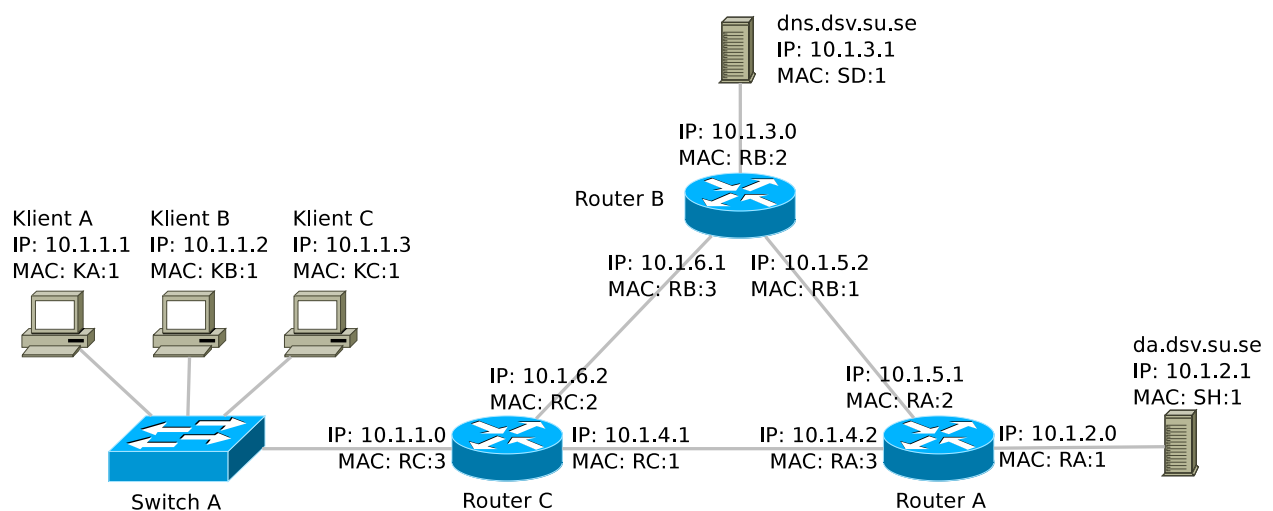 dns.dsv.su.se
IP: 10.1.3.1
MAC: SD:1
IP: 10.1.3.0
MAC: RB:2
Router B
Klient A
IP: 10.1.1.1
MAC: KA:1
Klient B
IP: 10.1.1.2
MAC: KB:1
Klient C
IP: 10.1.1.3
MAC: KC:1
IP: 10.1.6.1
MAC: RB:3
IP: 10.1.5.2
MAC: RB:1
da.dsv.su.se
IP: 10.1.2.1
MAC: SH:1
IP: 10.1.6.2
MAC: RC:2
IP: 10.1.5.1
MAC: RA:2
IP: 10.1.1.0
MAC: RC:3
IP: 10.1.4.1
MAC: RC:1
IP: 10.1.4.2
MAC: RA:3
IP: 10.1.2.0
MAC: RA:1
Switch A
Router C
Router A